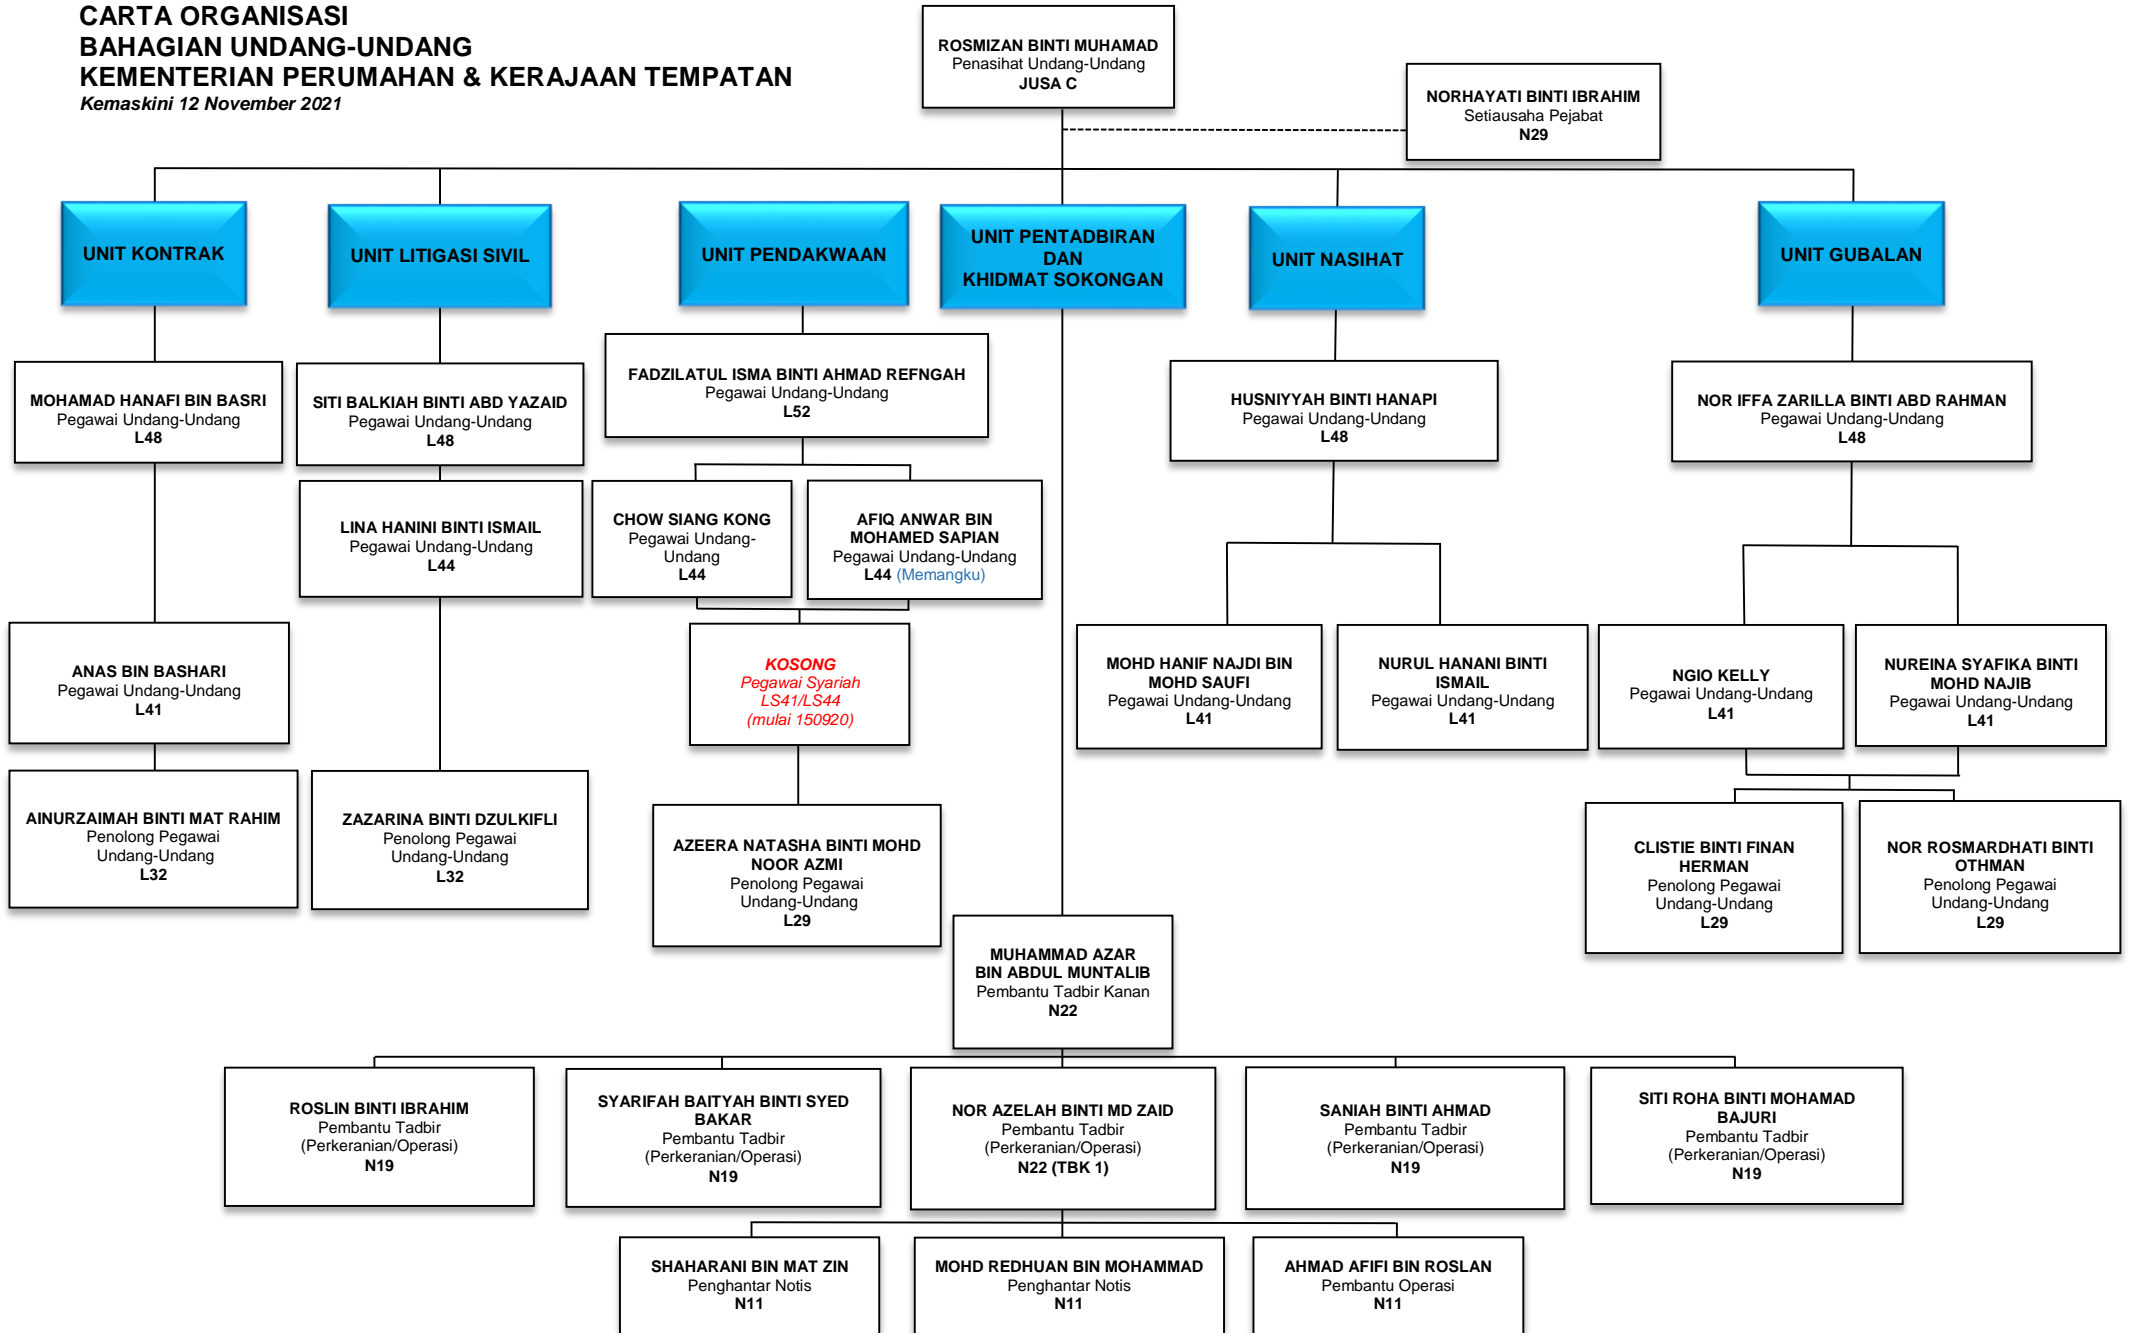 CARTA ORGANISASI
BAHAGIAN UNDANG-UNDANG
KEMENTERIAN PERUMAHAN & KERAJAAN TEMPATAN
Kemaskini 12 November 2021
ROSMIZAN BINTI MUHAMAD
Penasihat Undang-Undang
JUSA C
NORHAYATI BINTI IBRAHIM
Setiausaha Pejabat
N29
UNIT KONTRAK
UNIT LITIGASI SIVIL
UNIT PENDAKWAAN
UNIT PENTADBIRAN
DAN
KHIDMAT SOKONGAN
UNIT NASIHAT
UNIT GUBALAN
MOHAMAD HANAFI BIN BASRI
Pegawai Undang-Undang
L48
SITI BALKIAH BINTI ABD YAZAID
Pegawai Undang-Undang
L48
FADZILATUL ISMA BINTI AHMAD REFNGAH
Pegawai Undang-Undang
L52
HUSNIYYAH BINTI HANAPI
Pegawai Undang-Undang
L48
NOR IFFA ZARILLA BINTI ABD RAHMAN
Pegawai Undang-Undang
L48
LINA HANINI BINTI ISMAIL
Pegawai Undang-Undang
L44
CHOW SIANG KONG
Pegawai Undang-
Undang
L44
AFIQ ANWAR BIN
MOHAMED SAPIAN
Pegawai Undang-Undang
L44 (Memangku)
ANAS BIN BASHARI
Pegawai Undang-Undang
L41
KOSONG
Pegawai Syariah
LS41/LS44
(mulai 150920)
MOHD HANIF NAJDI BIN
MOHD SAUFI
Pegawai Undang-Undang
L41
NURUL HANANI BINTI
ISMAIL
Pegawai Undang-Undang
L41
NGIO KELLY
Pegawai Undang-Undang
L41
NUREINA SYAFIKA BINTI
MOHD NAJIB
Pegawai Undang-Undang
L41
AINURZAIMAH BINTI MAT RAHIM
Penolong Pegawai
Undang-Undang
L32
ZAZARINA BINTI DZULKIFLI
Penolong Pegawai
Undang-Undang
L32
AZEERA NATASHA BINTI MOHD
NOOR AZMI
Penolong Pegawai
Undang-Undang
L29
CLISTIE BINTI FINAN
HERMAN
Penolong Pegawai
Undang-Undang
L29
NOR ROSMARDHATI BINTI
OTHMAN
Penolong Pegawai
Undang-Undang
L29
MUHAMMAD AZAR
BIN ABDUL MUNTALIB
Pembantu Tadbir Kanan
N22
ROSLIN BINTI IBRAHIM
Pembantu Tadbir
(Perkeranian/Operasi)
N19
SYARIFAH BAITYAH BINTI SYED
BAKAR
Pembantu Tadbir
(Perkeranian/Operasi)
N19
NOR AZELAH BINTI MD ZAID
Pembantu Tadbir
(Perkeranian/Operasi)
N22 (TBK 1)
SANIAH BINTI AHMAD
Pembantu Tadbir
(Perkeranian/Operasi)
N19
SITI ROHA BINTI MOHAMAD
BAJURI
Pembantu Tadbir
(Perkeranian/Operasi)
N19
SHAHARANI BIN MAT ZIN
Penghantar Notis
N11
MOHD REDHUAN BIN MOHAMMAD
Penghantar Notis
N11
AHMAD AFIFI BIN ROSLAN
Pembantu Operasi
N11